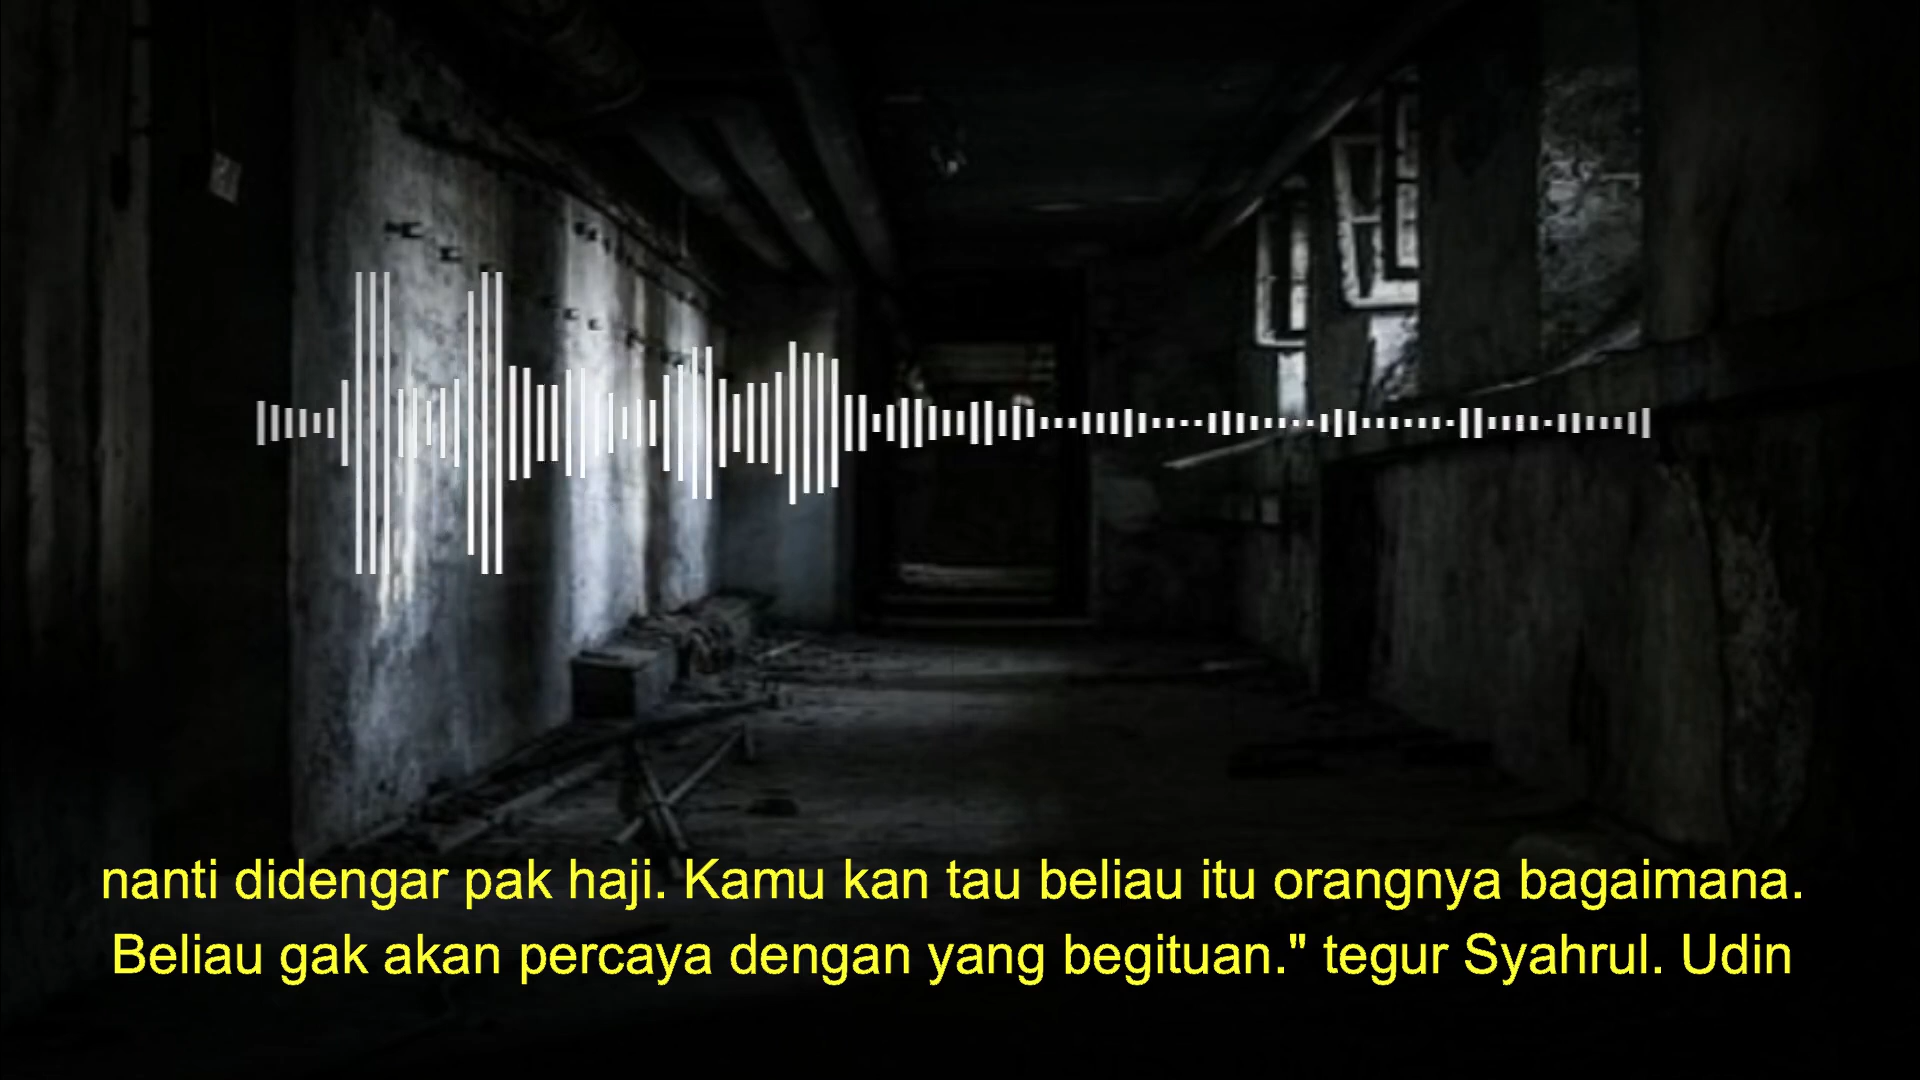 nanti didengar pak haji. Kamu kan tau beliau itu orangnya bagaimana.
Beliau gak akan percaya dengan yang begituan." tegur Syahrul. Udin